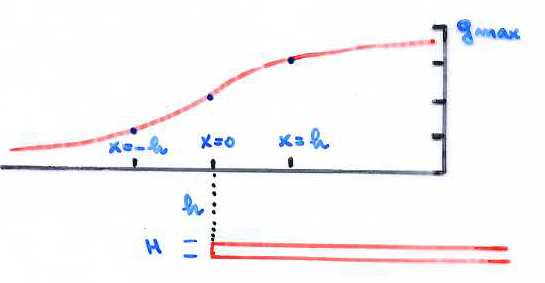 gmax
x=-h x=0 x=h
h
H =